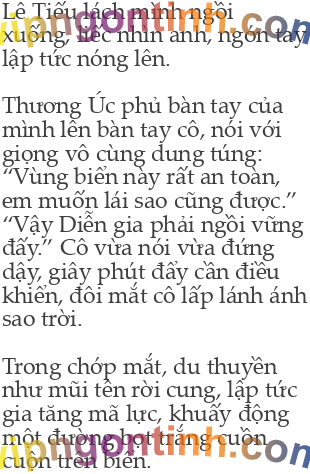 Lê Tiếu lách mình ngồi
xuống, liếc nhìn anh, ngón tay
lập tức nóng lên.

Thương Úc phủ bàn tay của
mình lên bàn tay cô, nói với
giọng vô cùng dung túng:
“Vùng biển này rất an toàn,
em muốn lái sao cũng được.”
“Vậy Diễn gia phải ngồi vững
đấy.” Cô vừa nói vừa đứng
dậy, giây phút đẩy cần điều
khiển, đôi mắt cô lấp lánh ánh
sao trời.

Trong chớp mắt, du thuyền
như mũi tên rời cung, lập tức
gia tăng mã lực, khuấy động
một đường bọt trắng cuồn
cuộn trên biển.
vipngontinh.com
vipngontinh.com